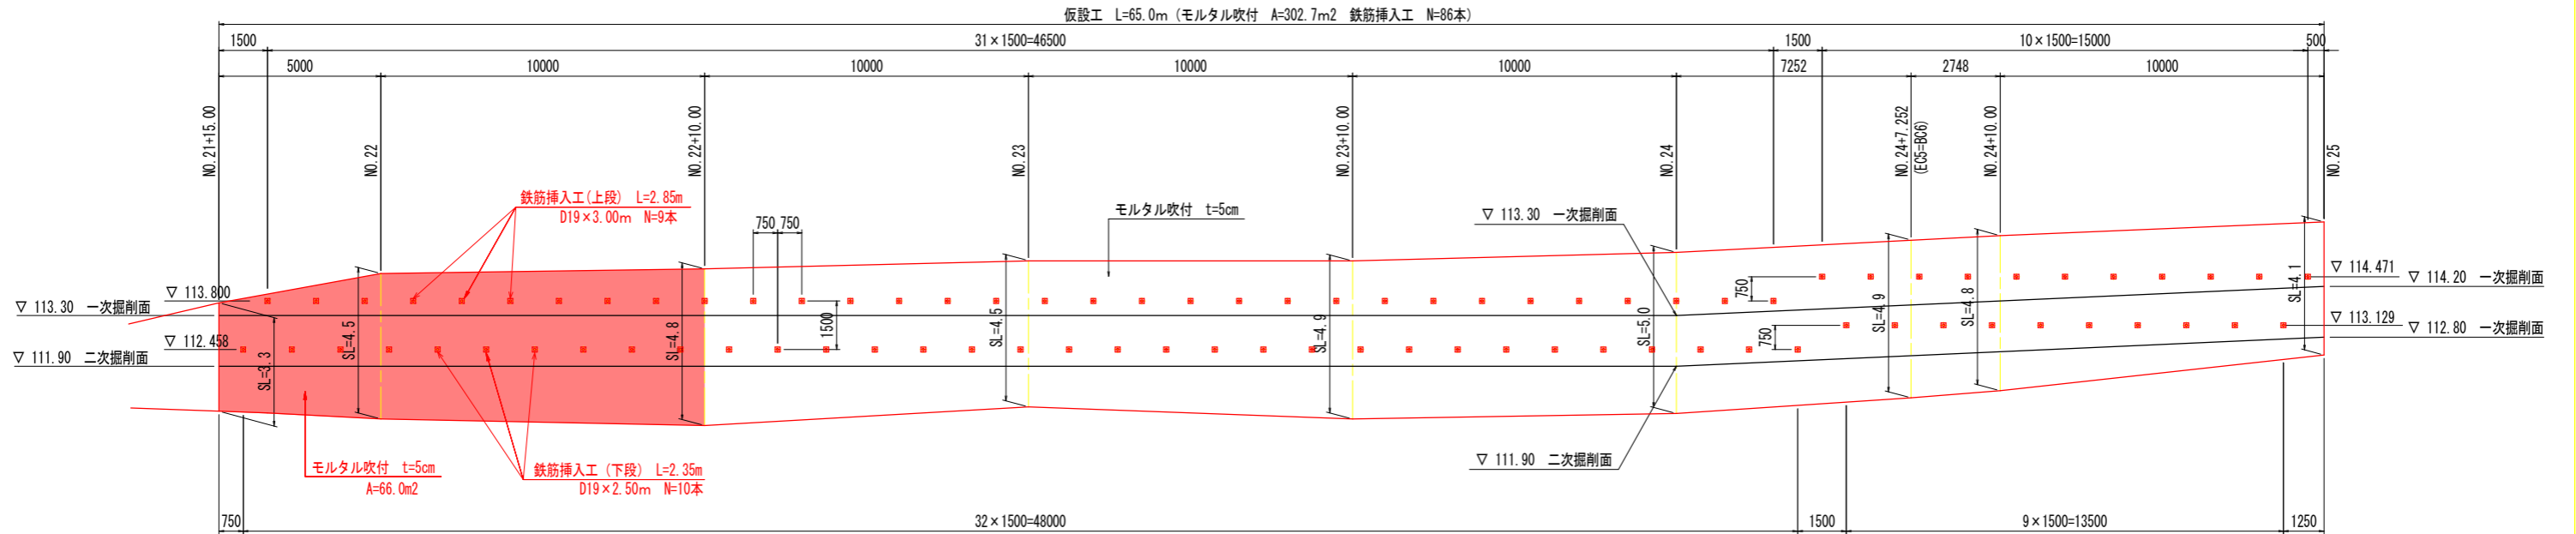 仮設工　L=65.0m（モルタル吹付　A=302.7m2　鉄筋挿入工　N=86本）
1500
31×1500=46500
1500
10×1500=15000
500
5000
10000
10000
10000
10000
7252
2748
10000
NO.21+15.00
NO.22
NO.22+10.00
NO.23
NO.23+10.00
NO.24
NO.24+7.252
(EC5=BC6)
NO.24+10.00
NO.25
鉄筋挿入工(上段)　L=2.85m
D19×3.00m　N=9本
750
750
モルタル吹付　t=5cm
▽ 113.30　一次掘削面
▽ 113.800
▽ 113.30　一次掘削面
▽ 112.458
▽ 111.90　二次掘削面
SL=3.3
SL=4.5
SL=4.8
1500
SL=4.5
SL=4.9
SL=5.0
750
750
SL=4.9
SL=4.8
SL=4.1
▽ 114.471
▽ 114.20　一次掘削面
▽ 113.129
▽ 112.80　一次掘削面
モルタル吹付　t=5cm
A=66.0m2
鉄筋挿入工（下段）　L=2.35m
D19×2.50m　N=10本
▽ 111.90　二次掘削面
750
32×1500=48000
1500
9×1500=13500
1250